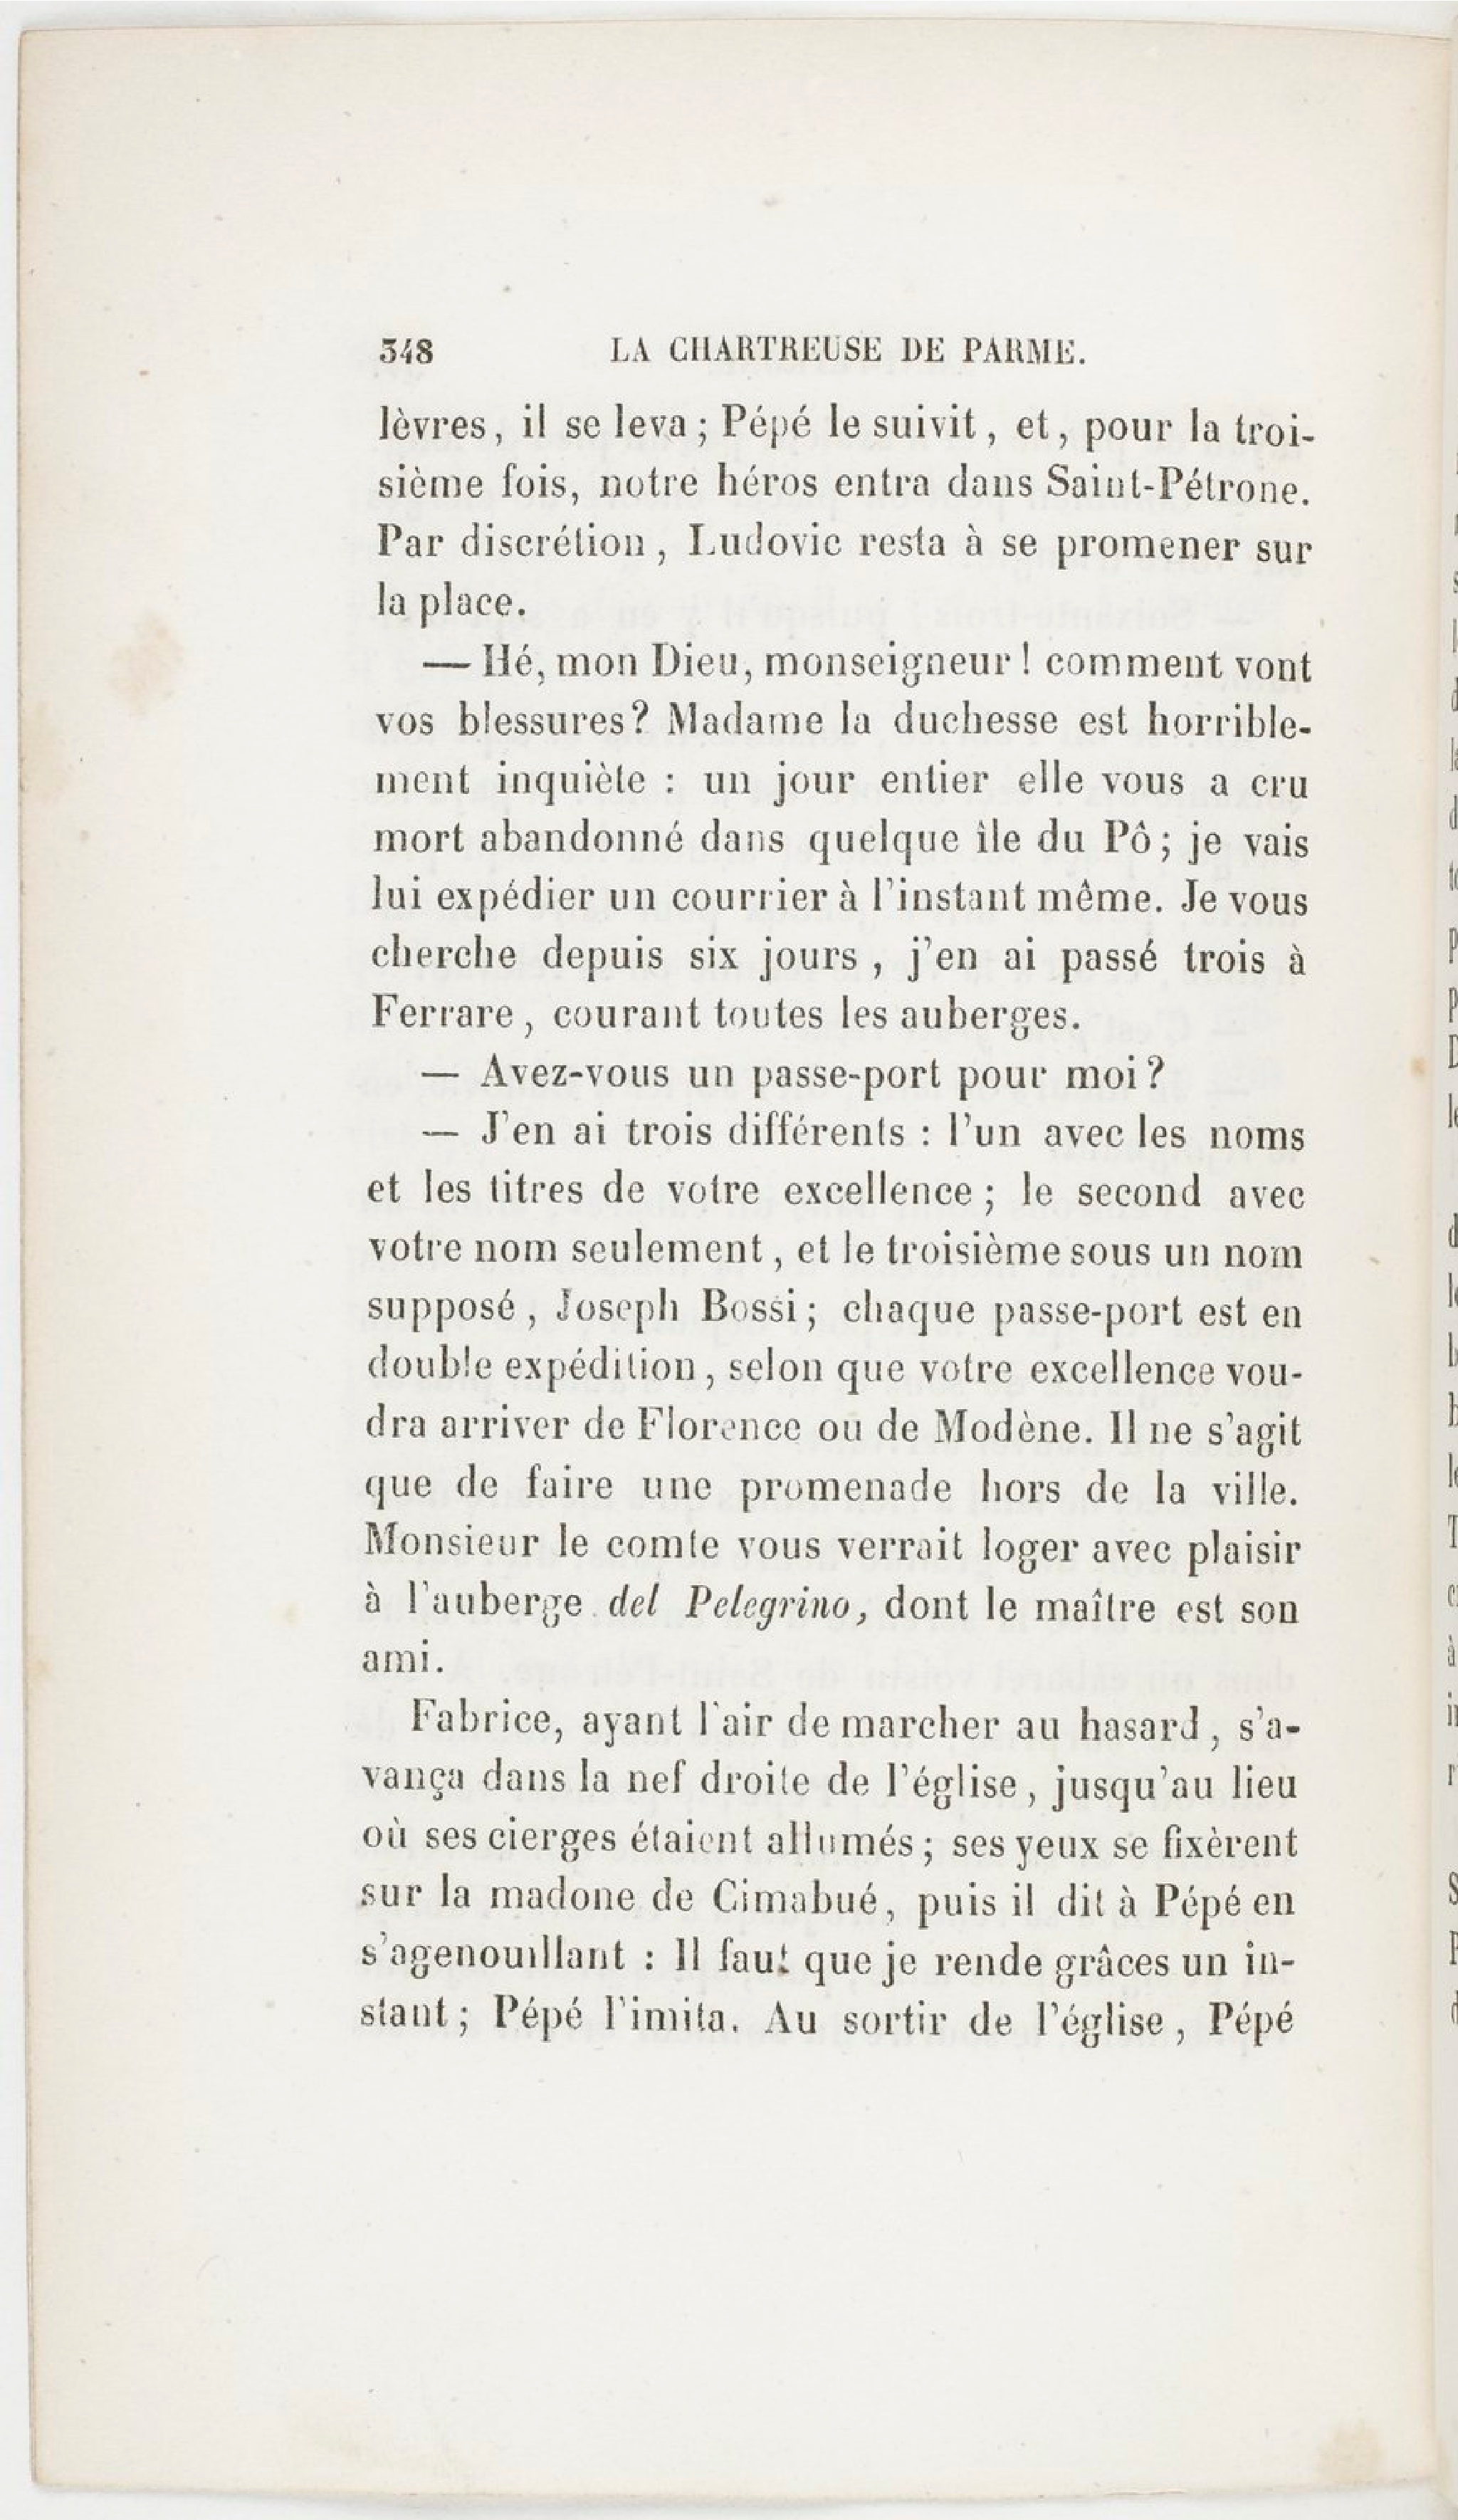 348 LA CHARTREUSE DE PARME.
lèvres, il se leva ; Pépé le suivit, et, pour la troi-
sième fois, notre héros entra dans Saint-Pétrone.
Par discrétion, Ludovic resta à se promener sur
la place.
— Hé, mon Dieu, monseigneur ! comment vont
vos blessures? Madame la duchesse est horrible-
ment inquiète : un jour entier elle vous a cru
mort abandonné dans quelque île du Pô ; je vais
lui expédier un courrier à l'instant même. Je vous
cherche depuis six jours, j'en ai passé trois à
Ferrare, courant toutes les auberges.
— Avez-vous un passe-port pour moi ?
— J'en ai trois différents : l'un avec les noms
et les titres de votre excellence ; le second avec
votre nom seulement, et le troisième sous un nom
supposé, Joseph Bossi ; chaque passe-port est en
double expédition, selon que votre excellence vou-
dra arriver de Florence ou de Modène. Il ne s'agit
que de faire une promenade hors de la ville.
Monsieur le comte vous verrait loger avec plaisir
à l'auberge del Pelegrino, dont le maître est son
ami.
Fabrice, ayant l'air de marcher au hasard, s'a-
vança dans la nef droite de l'église, jusqu'au lieu
où ses cierges étaient allumés ; ses yeux se fixèrent
sur la madone de Cimabué, puis il dit à Pépé en
s'agenouillant : Il faut que je rende grâces un in-
stant ; Pépé l'imita. Au sortir de l'église, Pépé